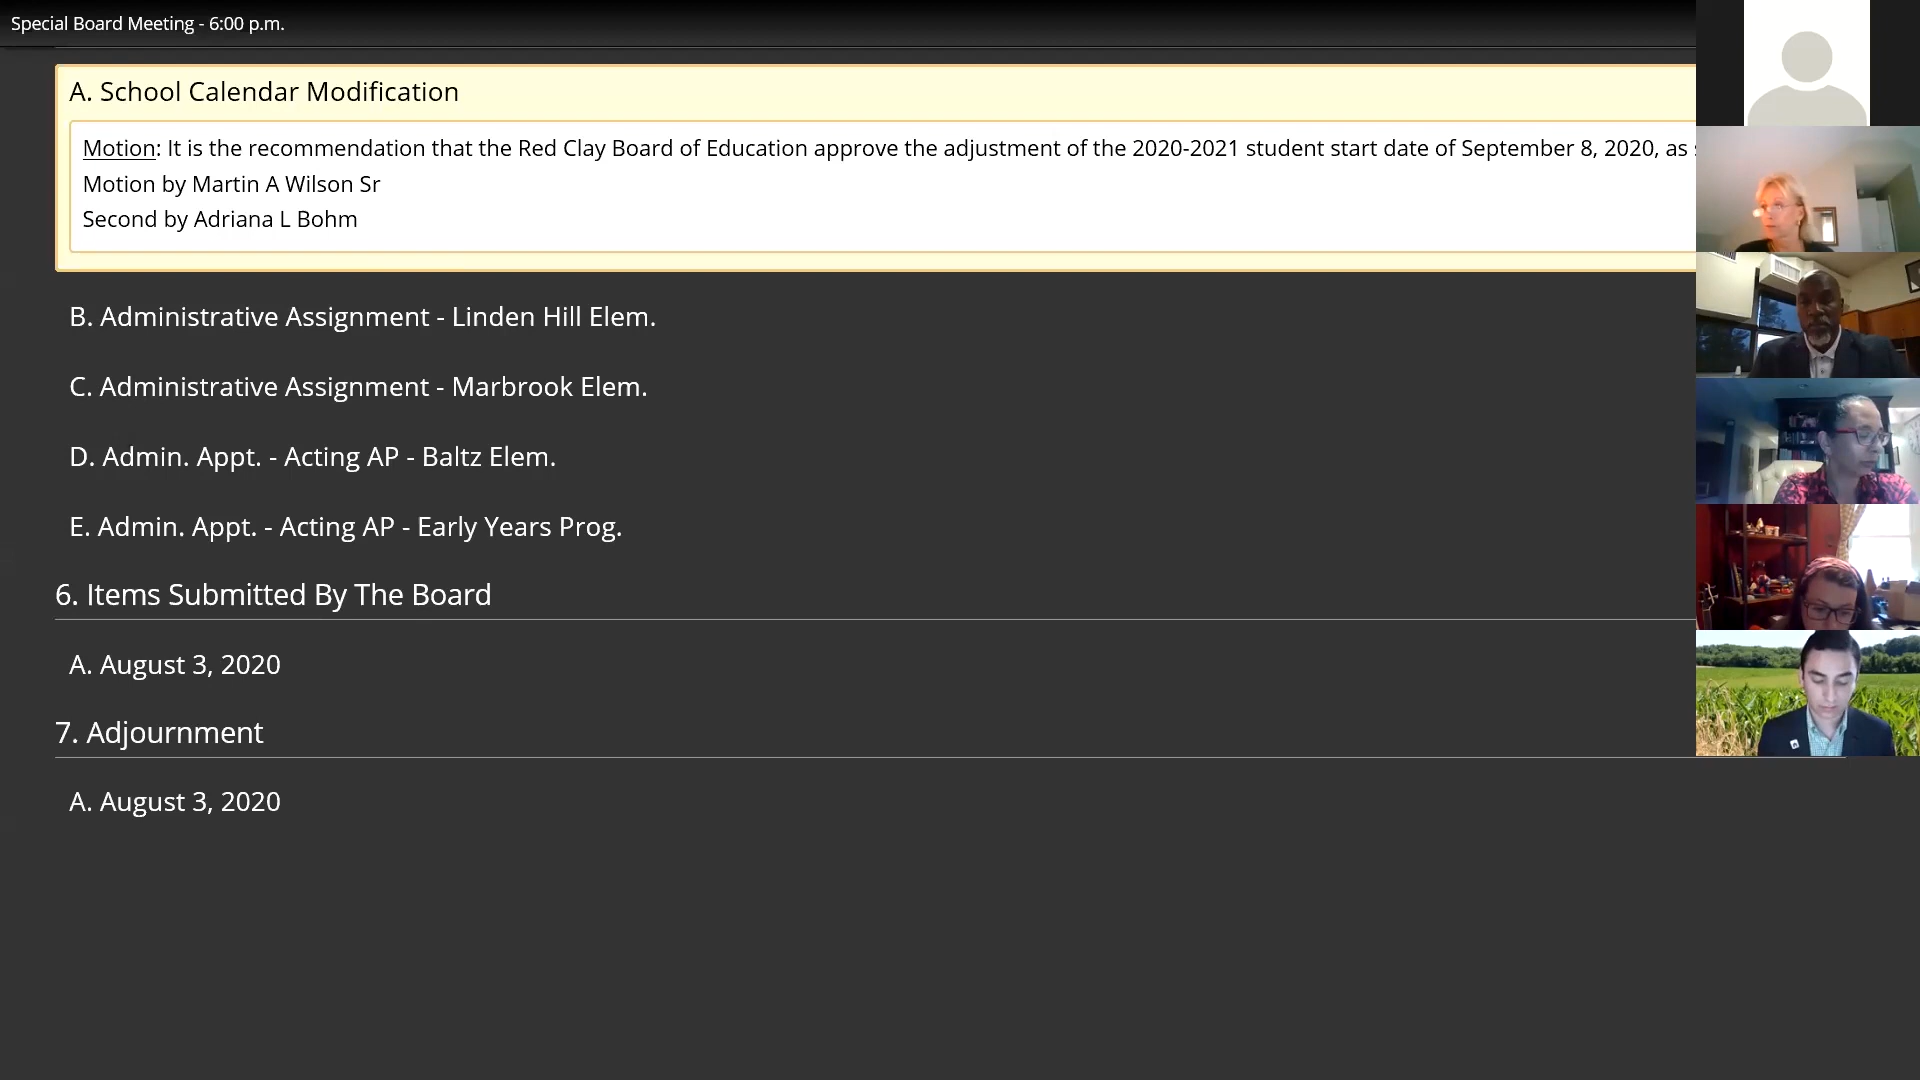 Special Board Meeting - 6:00 p.m.
A. School Calendar Modification
Motion: It is the recommendation that the Red Clay Board of Education approve the adjustment of the 2020-2021 student start date of September 8, 2020, as
Motion by Martin A Wilson Sr
Second by Adriana L Bohm
B. Administrative Assignment - Linden Hill Elem.
C. Administrative Assignment - Marbrook Elem.
D. Admin. Appt. - Acting AP - Baltz Elem.
E. Admin. Appt. - Acting AP - Early Years Prog.
6. Items Submitted By The Board
A. August 3, 2020
7. Adjournment
A. August 3, 2020